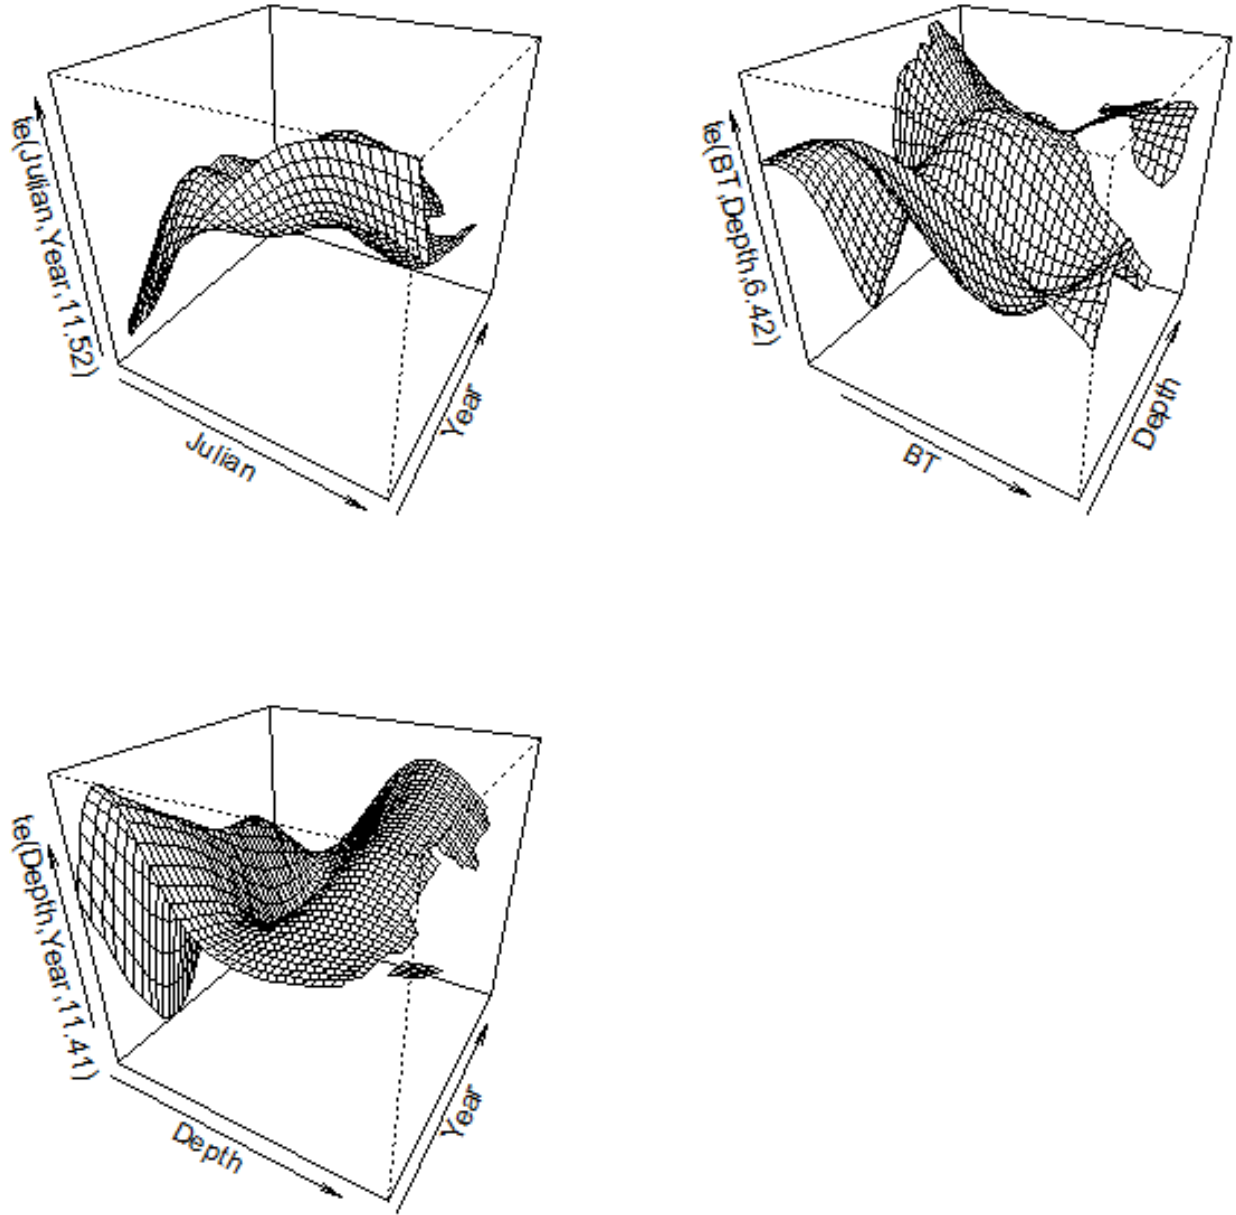 te(Julian,Year,11.52)
Julian
Year
te(BT,Depth,6.42)
BT
Depth
te(Depth,Year,11.41)
Depth
Year